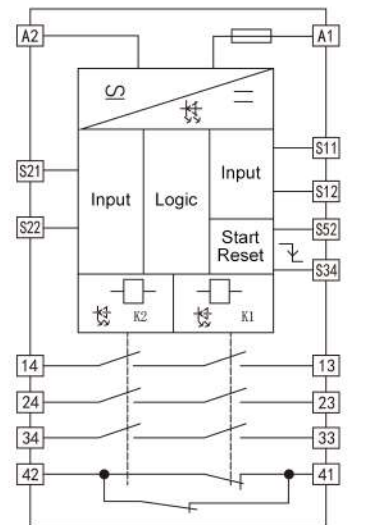 A2 A1
S11
S21 Input Logic Input
S12
S22 S52
Start
Reset
S34
K2 K1
14 13
24 23
34 33
42 41